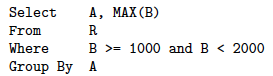 Select A, MAX(B)
From R
Where B >= 1000 and B < 2000
Group By A